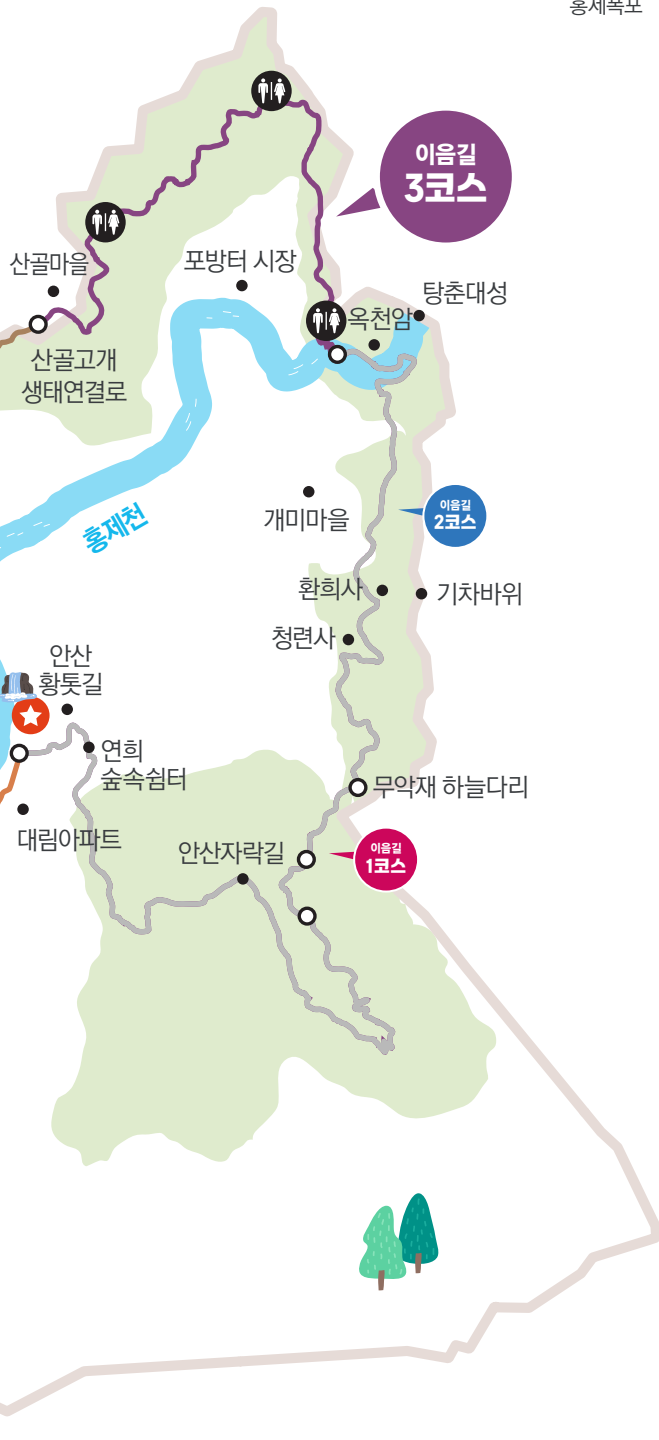 홍제폭포
이음길
3코스
산골마을
포방터 시장
탕춘대성
옥천암
산골고개
생태연결로
개미마을
이음길
2코스
홍제천
환희사
기차바위
청련사
안산
황톳길
연희
숲속쉼터
무악재 하늘다리
대림아파트
안산자락길
이음길
1코스